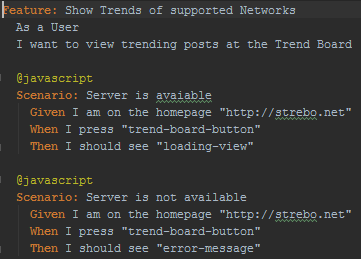 Feature: Show Trends of supported Networks
As a User
I want to view trending posts at the Trend Board
@javascript
Scenario: Server is avaiable
Given I am on the homepage "http://strebo.net"
When I press "trend-board-button"
Then I should see "loading-view"
@javascript
Scenario: Server is not available
Given I am on the homepage "http://strebo.net"
When I press "trend-board-button"
Then I should see "error-message"